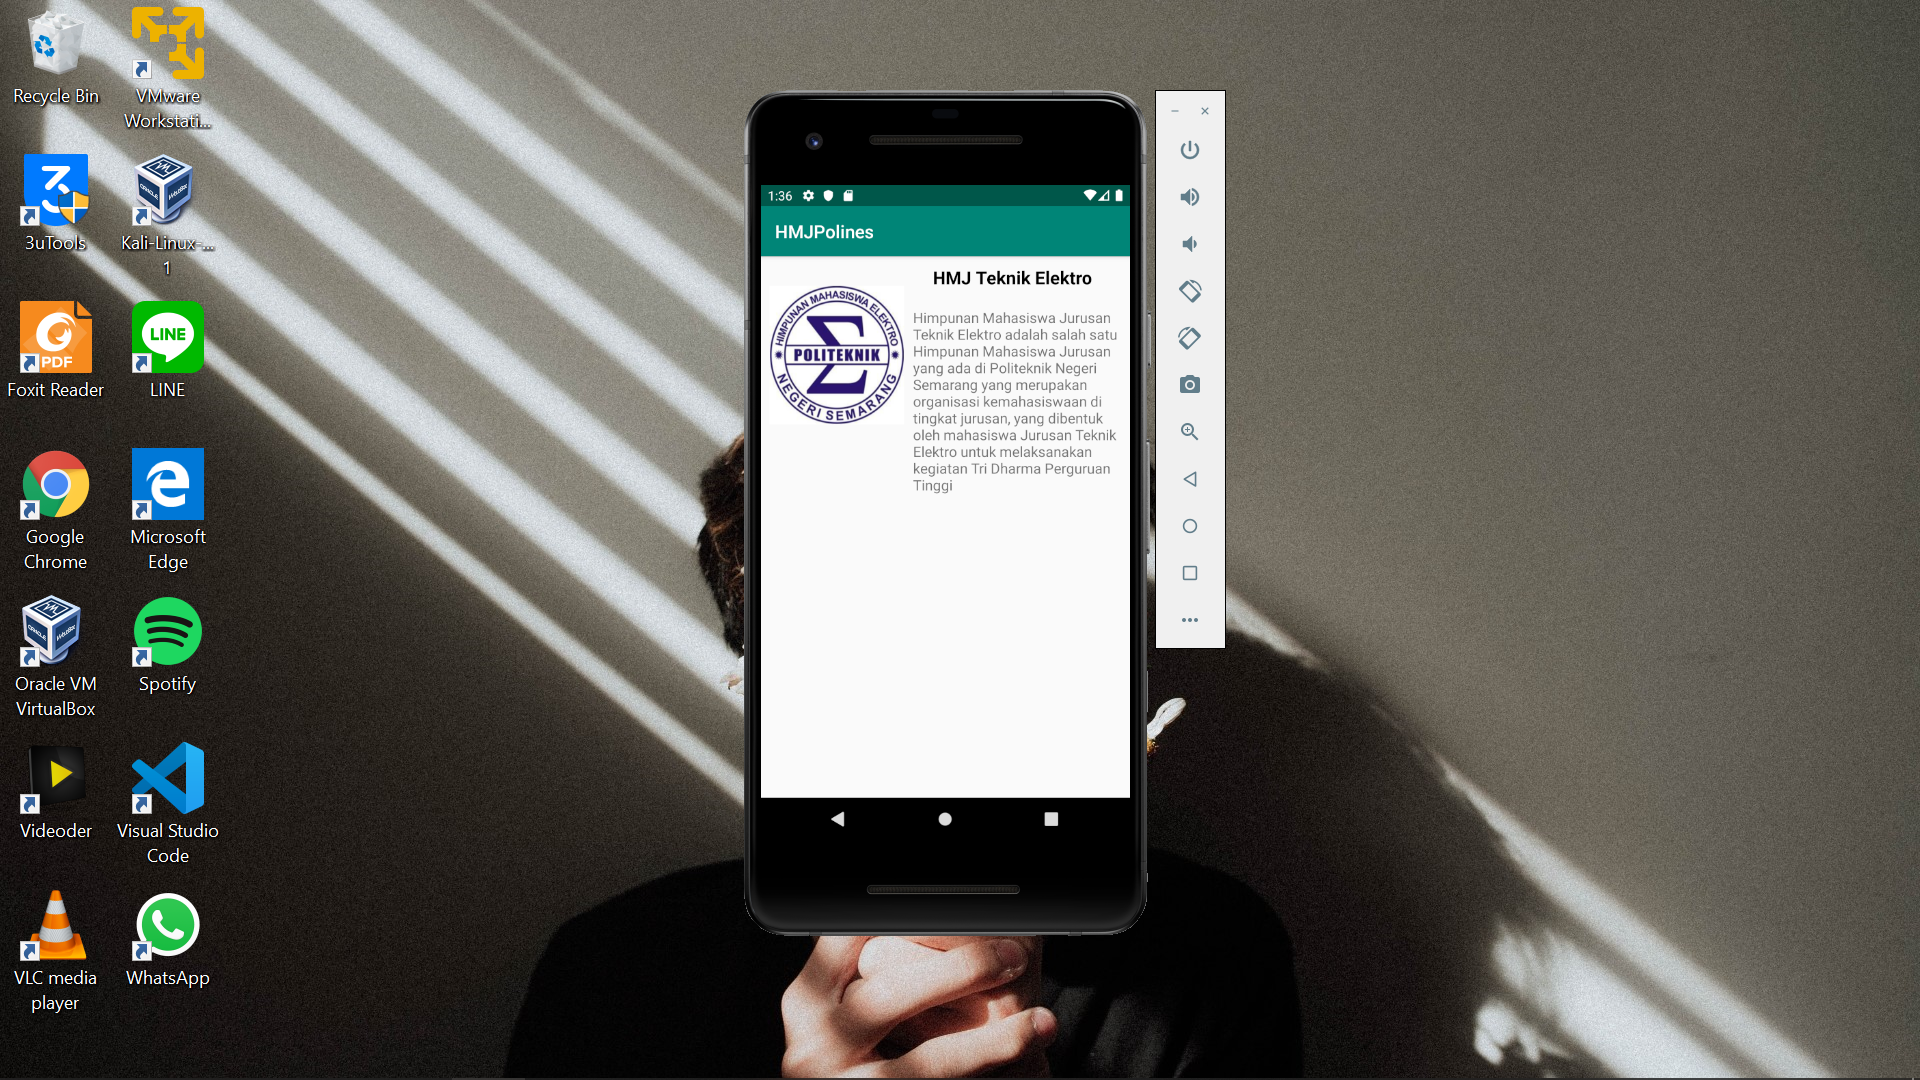 Recycle Bin
VMware
Workstati...
3uTools
Kali-Linux-...
1
PDF
Foxit Reader
LINE
LINE
Google
Chrome
Microsoft
Edge
Oracle VM
VirtualBox
Spotify
Videoder
Visual Studio
Code
VLC media
player
WhatsApp
1:36
HMJPolines
HMJ Teknik Elektro
HIMPUNAN MAHASISWA ELEKTRO
POLITEKNIK
NEGERI SEMARANG
Himpunan Mahasiswa Jurusan
Teknik Elektro adalah salah satu
Himpunan Mahasiswa Jurusan
yang ada di Politeknik Negeri
Semarang yang merupakan
organisasi kemahasiswaan di
tingkat jurusan, yang dibentuk
oleh mahasiswa Jurusan Teknik
Elektro untuk melaksanakan
kegiatan Tri Dharma Perguruan
Tinggi